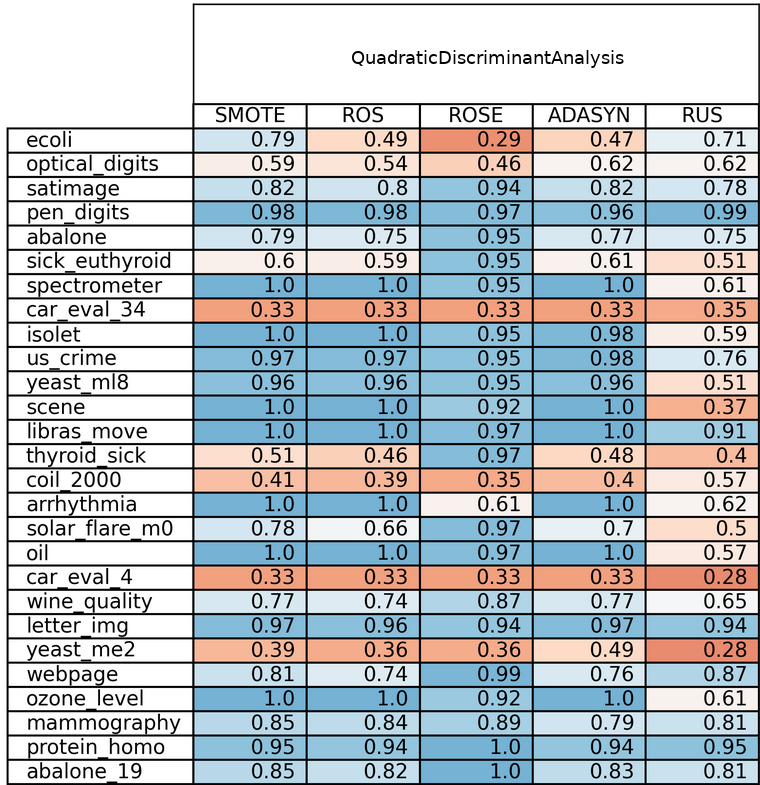 QuadraticDiscriminantAnalysis
SMOTE ROS ROSE ADASYN RUS
ecoli 0.79 0.49 0.29 0.47 0.71
optical_digits 0.59 0.54 0.46 0.62 0.62
satimage 0.82 0.8 0.94 0.82 0.78
pen_digits 0.98 0.98 0.97 0.96 0.99
abalone 0.79 0.75 0.95 0.77 0.75
sick_euthyroid 0.6 0.59 0.95 0.61 0.51
spectrometer 1.0 1.0 0.95 1.0 0.61
car_eval_34 0.33 0.33 0.33 0.33 0.35
isolet 1.0 1.0 0.95 0.98 0.59
us_crime 0.97 0.97 0.95 0.98 0.76
yeast_ml8 0.96 0.96 0.95 0.96 0.51
scene 1.0 1.0 0.92 1.0 0.37
libras_move 1.0 1.0 0.97 1.0 0.91
thyroid_sick 0.51 0.46 0.97 0.48 0.4
coil_2000 0.41 0.39 0.35 0.4 0.57
arrhythmia 1.0 1.0 0.61 1.0 0.62
solar_flare_m0 0.78 0.66 0.97 0.7 0.5
oil 1.0 1.0 0.97 1.0 0.57
car_eval_4 0.33 0.33 0.33 0.33 0.28
wine_quality 0.77 0.74 0.87 0.77 0.65
letter_img 0.97 0.96 0.94 0.97 0.94
yeast_me2 0.39 0.36 0.36 0.49 0.28
webpage 0.81 0.74 0.99 0.76 0.87
ozone_level 1.0 1.0 0.92 1.0 0.61
mammography 0.85 0.84 0.89 0.79 0.81
protein_homo 0.95 0.94 1.0 0.94 0.95
abalone_19 0.85 0.82 1.0 0.83 0.81